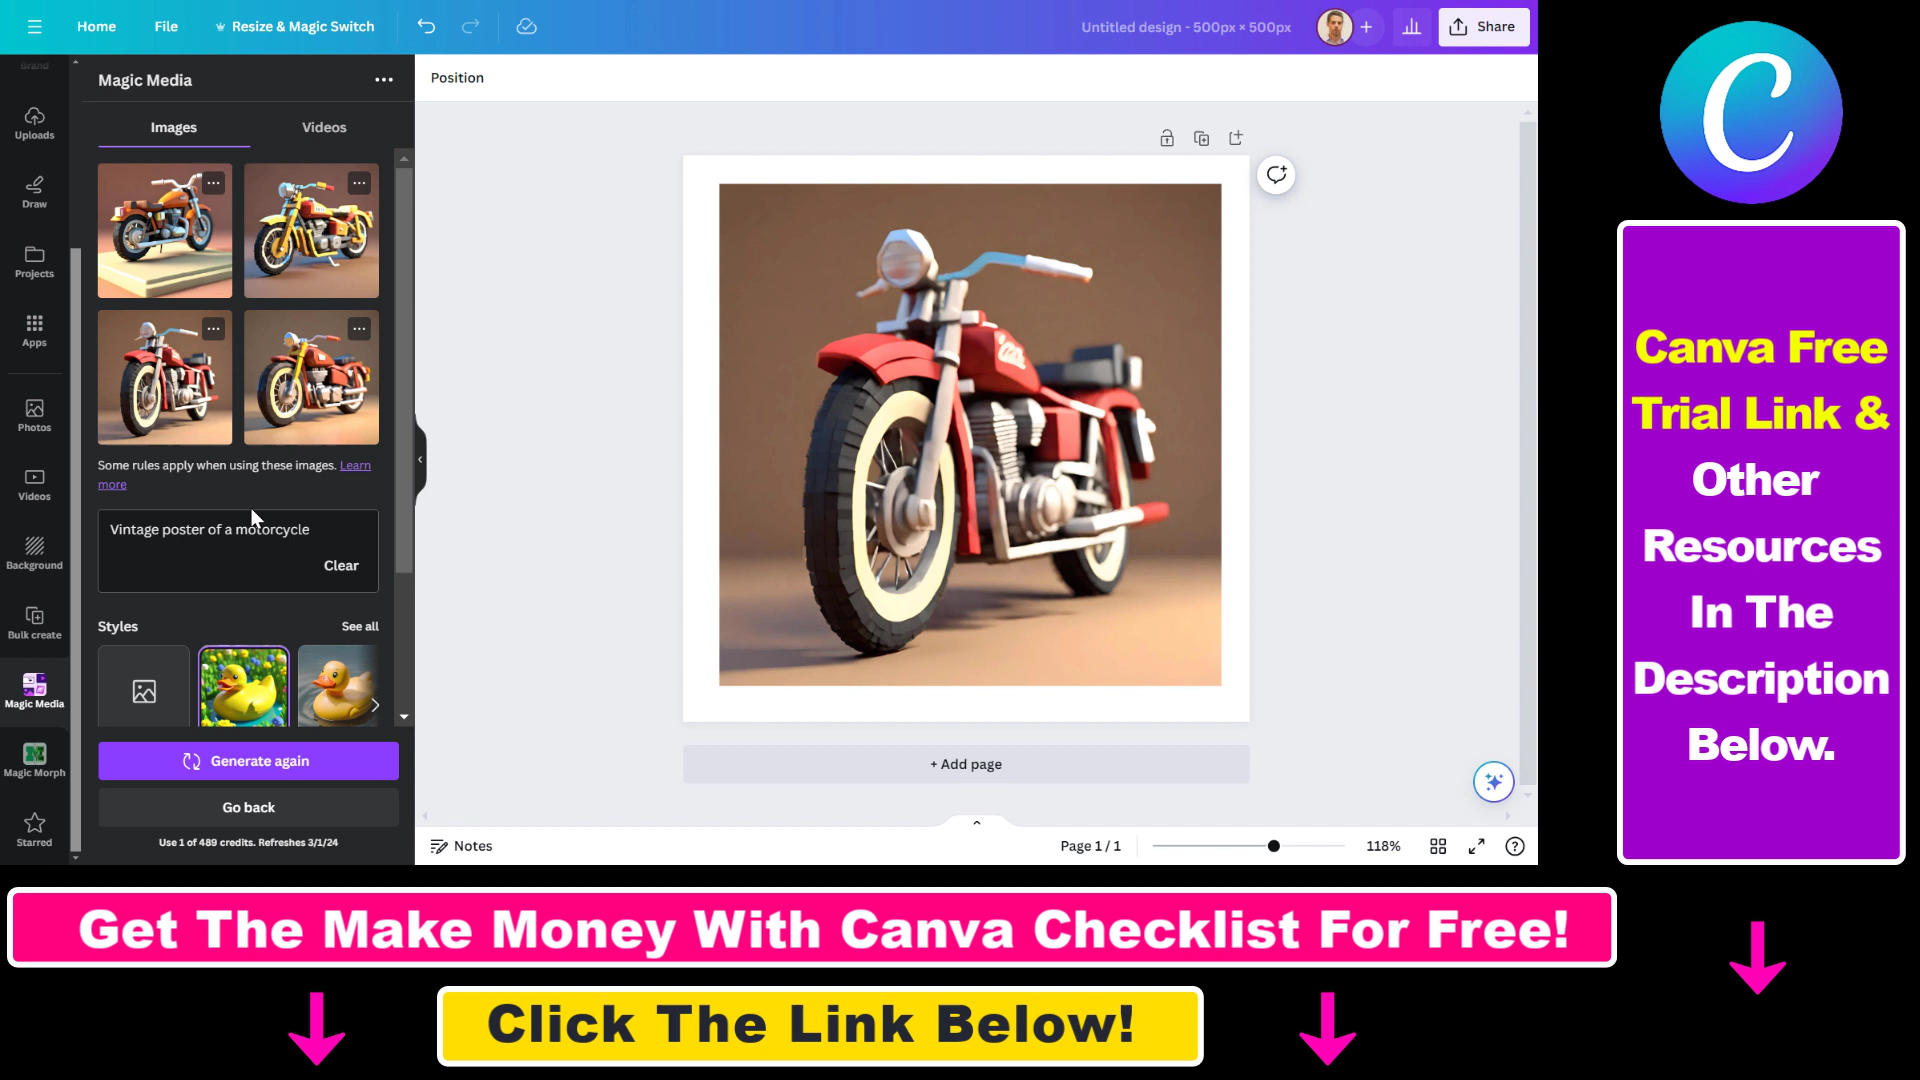 Home
File
Resize & Magic Switch
Untitled design - 500px × 500px
Share
Brand
Magic Media
Position
Images
Videos
Uploads
Draw
Projects
Apps
Photos
Videos
Background
Bulk create
Magic Media
Magic Morph
Starred
Some rules apply when using these images. Learn
more
Vintage poster of a motorcycle
Clear
Styles
See all
Generate again
Go back
Use 1 of 489 credits. Refreshes 3/1/24
+ Add page
Notes
Page 1 / 1
118%
C
Canva Free
Trial Link &
Other
Resources
In The
Description
Below.
Get The Make Money With Canva Checklist For Free!
Click The Link Below!